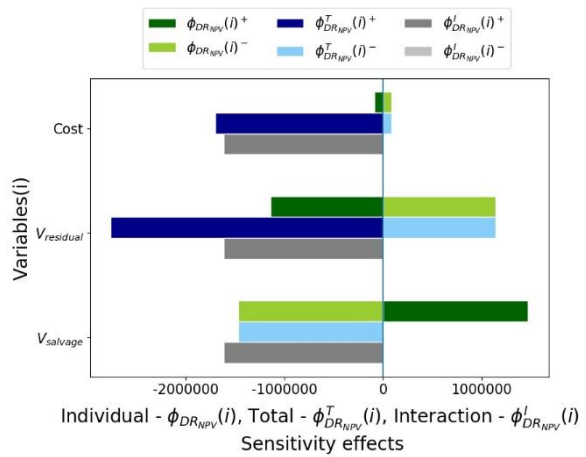 ϕ_{DR_{NPV}}(i)⁺ ϕ^T_{DR_{NPV}}(i)⁺ ϕ^I_{DR_{NPV}}(i)⁺
ϕ_{DR_{NPV}}(i)⁻ ϕ^T_{DR_{NPV}}(i)⁻ ϕ^I_{DR_{NPV}}(i)⁻
Variables(i)
Cost
V_{residual}
V_{salvage}
-2000000 -1000000 0 1000000
Individual - ϕ_{DR_{NPV}}(i), Total - ϕ^T_{DR_{NPV}}(i), Interaction - ϕ^I_{DR_{NPV}}(i)
Sensitivity effects